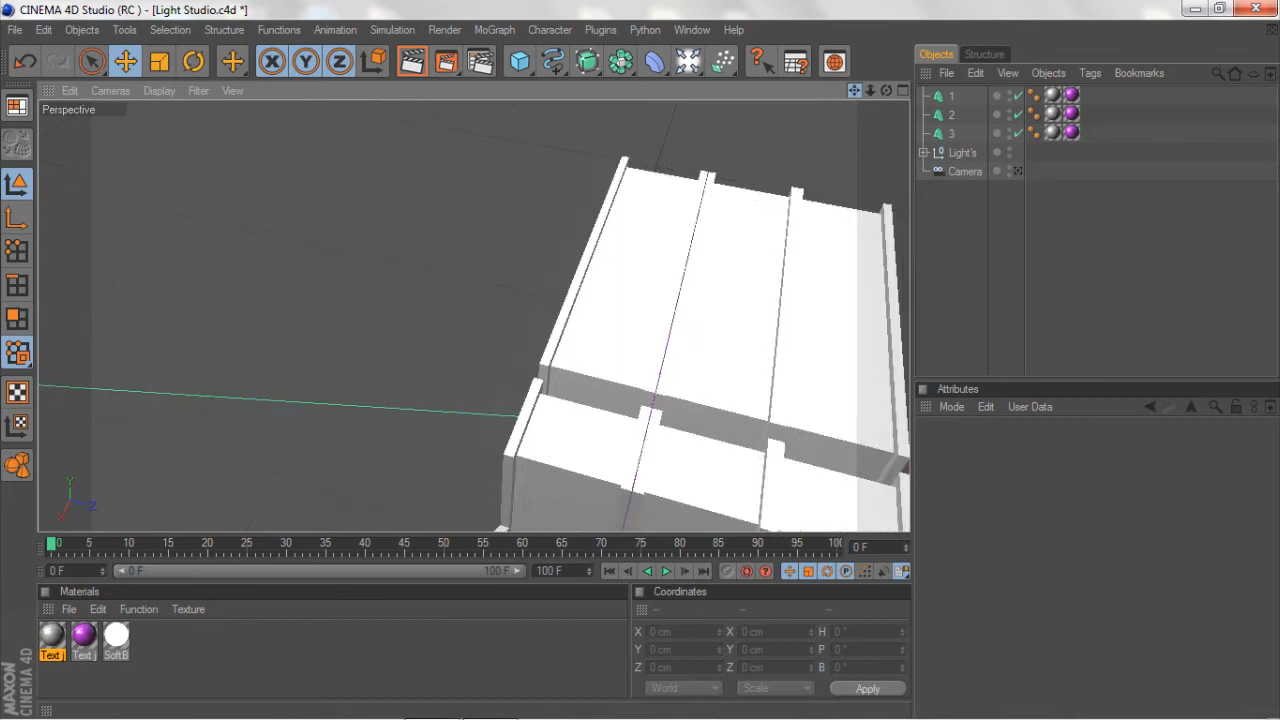 CINEMA 4D Studio (RC ) - [Light Studio.c4d *]
File Edit Objects Tools Selection Structure Functions Animation Simulation Render MoGraph Character Plugins Python Window Help
X Y Z
Objects Structure
File Edit View Objects Tags Bookmarks
Edit Cameras Display Filter View
Perspective
1
2
3
Light's
Camera
Attributes
Mode Edit User Data
Y
Z
X
0 5 10 15 20 25 30 35 40 45 50 55 60 65 70 75 80 85 90 95 100
0 F
0 F
0 F
100 F
100 F
Materials
File Edit Function Texture
Text j
Text j
SoftB
Coordinates
-- -- --
X 0 cm X 0 cm H 0 °
Y 0 cm Y 0 cm P 0 °
Z 0 cm Z 0 cm B 0 °
World Scale Apply
MAXON
CINEMA 4D